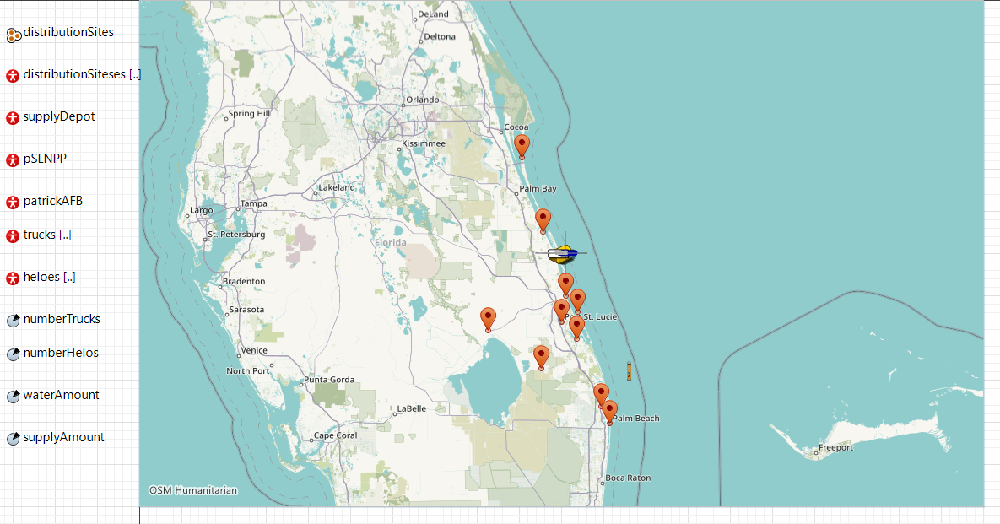 distributionSites
distributionSiteses [..]
supplyDepot
pSLNPP
patrickAFB
trucks [..]
heloes [..]
numberTrucks
numberHelos
waterAmount
supplyAmount
DeLand
Deltona
Orlando
Spring Hill
Cocoa
Kissimmee
Lakeland
Palm Bay
Tampa
Largo
St. Petersburg
Florida
Bradenton
Sarasota
St. Lucie
Venice
North Port
Punta Gorda
LaBelle
Palm Beach
Cape Coral
Freeport
Boca Raton
OSM Humanitarian